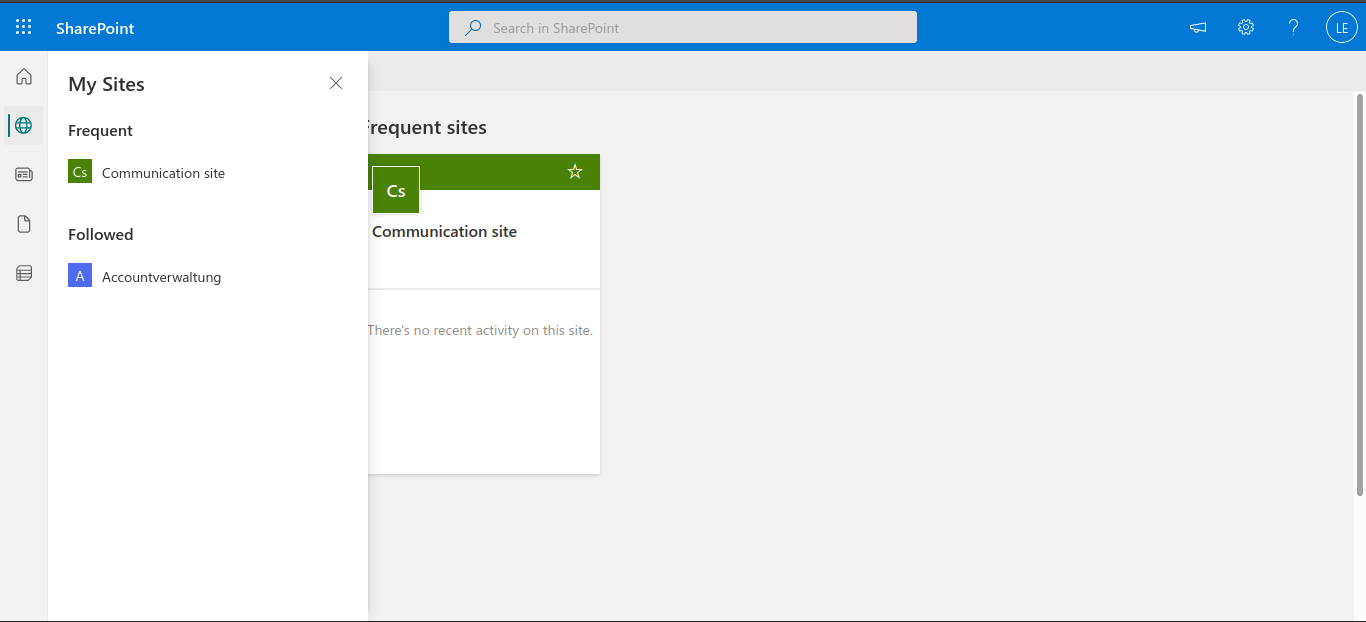 SharePoint
Search in SharePoint
?
LE
My Sites
Frequent
Cs Communication site
Followed
A Accountverwaltung
Frequent sites
Cs
Communication site
There's no recent activity on this site.